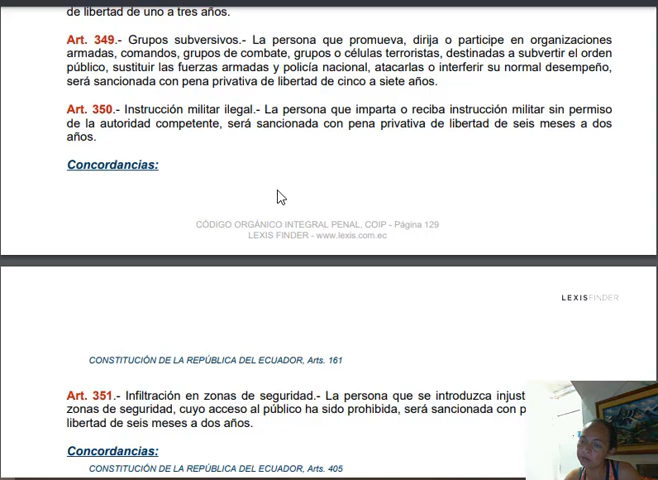 de libertad de uno a tres años.
Art. 349.- Grupos subversivos.- La persona que promueva, dirija o participe en organizaciones
armadas, comandos, grupos de combate, grupos o células terroristas, destinadas a subvertir el orden
público, sustituir las fuerzas armadas y policía nacional, atacarlas o interferir su normal desempeño,
será sancionada con pena privativa de libertad de cinco a siete años.
Art. 350.- Instrucción militar ilegal.- La persona que imparta o reciba instrucción militar sin permiso
de la autoridad competente, será sancionada con pena privativa de libertad de seis meses a dos
años.
Concordancias:
CÓDIGO ORGÁNICO INTEGRAL PENAL, COIP - Página 129
LEXIS FINDER - www.lexis.com.ec
LEXISFINDER
CONSTITUCIÓN DE LA REPÚBLICA DEL ECUADOR, Arts. 161
Art. 351.- Infiltración en zonas de seguridad.- La persona que se introduzca injust
zonas de seguridad, cuyo acceso al público ha sido prohibida, será sancionada con p
libertad de seis meses a dos años.
Concordancias:
CONSTITUCIÓN DE LA REPÚBLICA DEL ECUADOR, Arts. 405